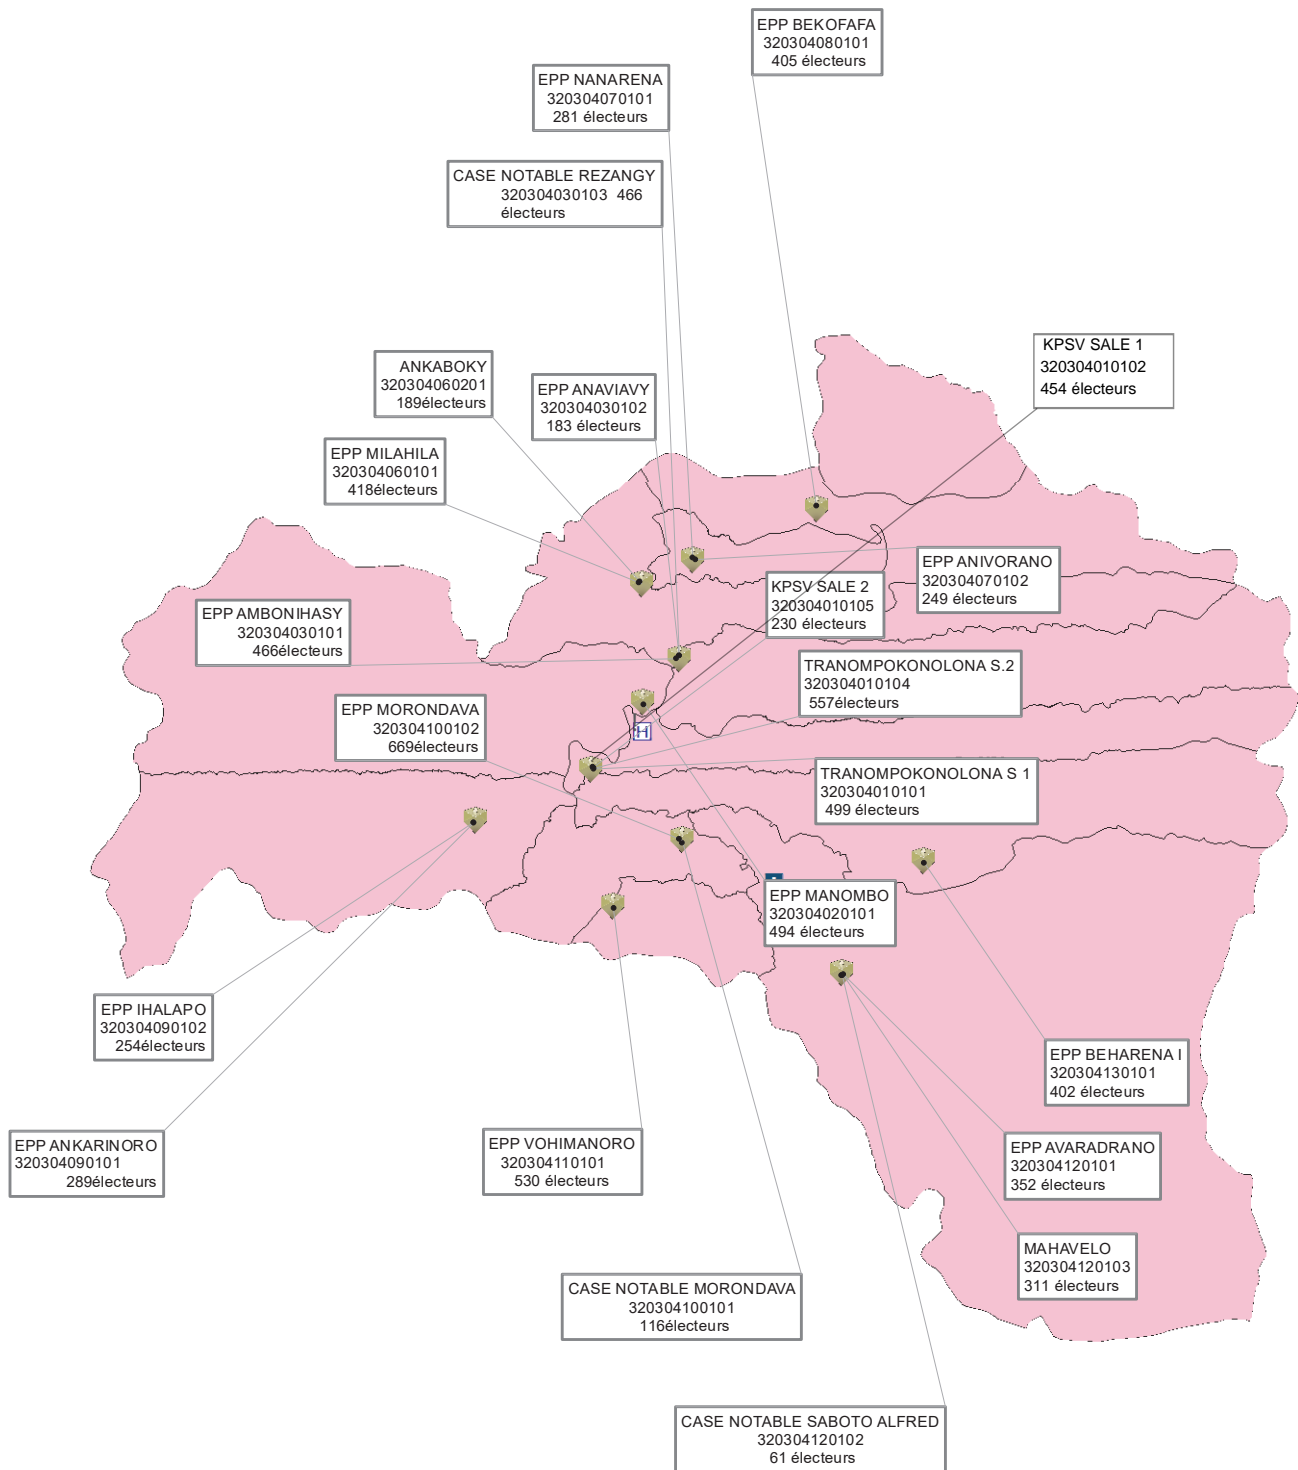 EPP BEKOFAFA
320304080101
405 électeurs
EPP NANARENA
320304070101
281 électeurs
CASE NOTABLE REZANGY
320304030103 466
électeurs
KPSV SALE 1
320304010102
454 électeurs
ANKABOKY
320304060201
189électeurs
EPP ANAVIAVY
320304030102
183 électeurs
EPP MILAHILA
320304060101
418électeurs
EPP ANIVORANO
320304070102
249 électeurs
KPSV SALE 2
320304010105
230 électeurs
EPP AMBONIHASY
320304030101
466électeurs
TRANOMPOKONOLONA S.2
320304010104
557électeurs
EPP MORONDAVA
320304100102
669électeurs
H
TRANOMPOKONOLONA S 1
320304010101
499 électeurs
EPP MANOMBO
320304020101
494 électeurs
EPP IHALAPO
320304090102
254électeurs
EPP BEHARENA I
320304130101
402 électeurs
EPP ANKARINORO
320304090101
289électeurs
EPP VOHIMANORO
320304110101
530 électeurs
EPP AVARADRANO
320304120101
352 électeurs
MAHAVELO
320304120103
311 électeurs
CASE NOTABLE MORONDAVA
320304100101
116électeurs
CASE NOTABLE SABOTO ALFRED
320304120102
61 électeurs